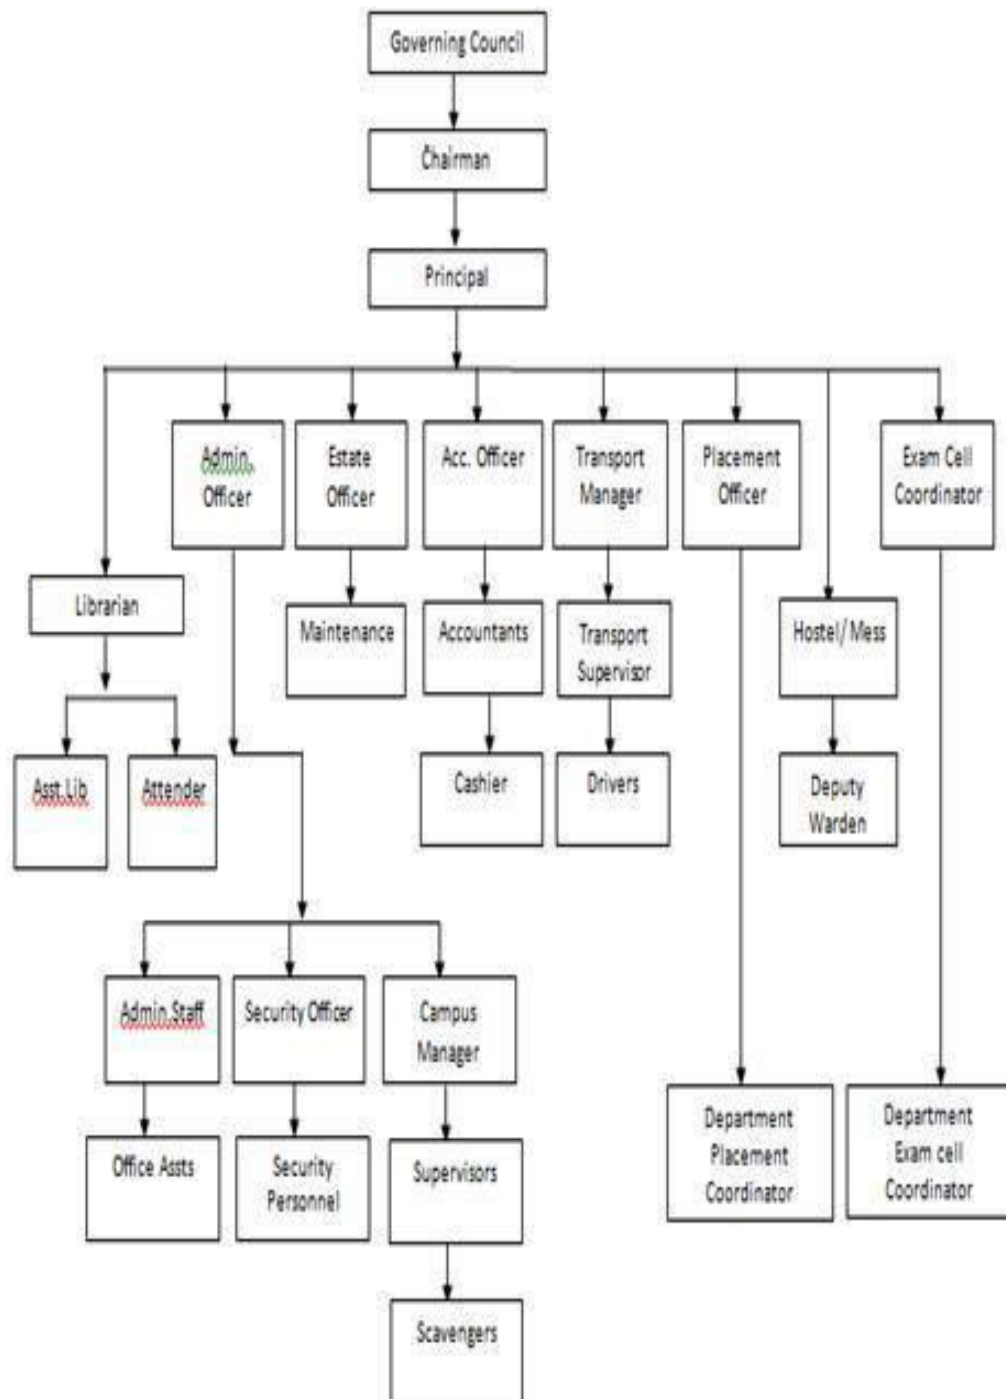 Governing Council
Chairman
Principal
Admin.
Officer
Estate
Officer
Acc. Officer
Transport
Manager
Placement
Officer
Exam Cell
Coordinator
Librarian
Maintenance
Accountants
Transport
Supervisor
Hostel/ Mess
Asst.Lib
Attender
Cashier
Drivers
Deputy
Warden
Admin.Staff
Security Officer
Campus
Manager
Department
Placement
Coordinator
Department
Exam cell
Coordinator
Office Assts
Security
Personnel
Supervisors
Scavengers